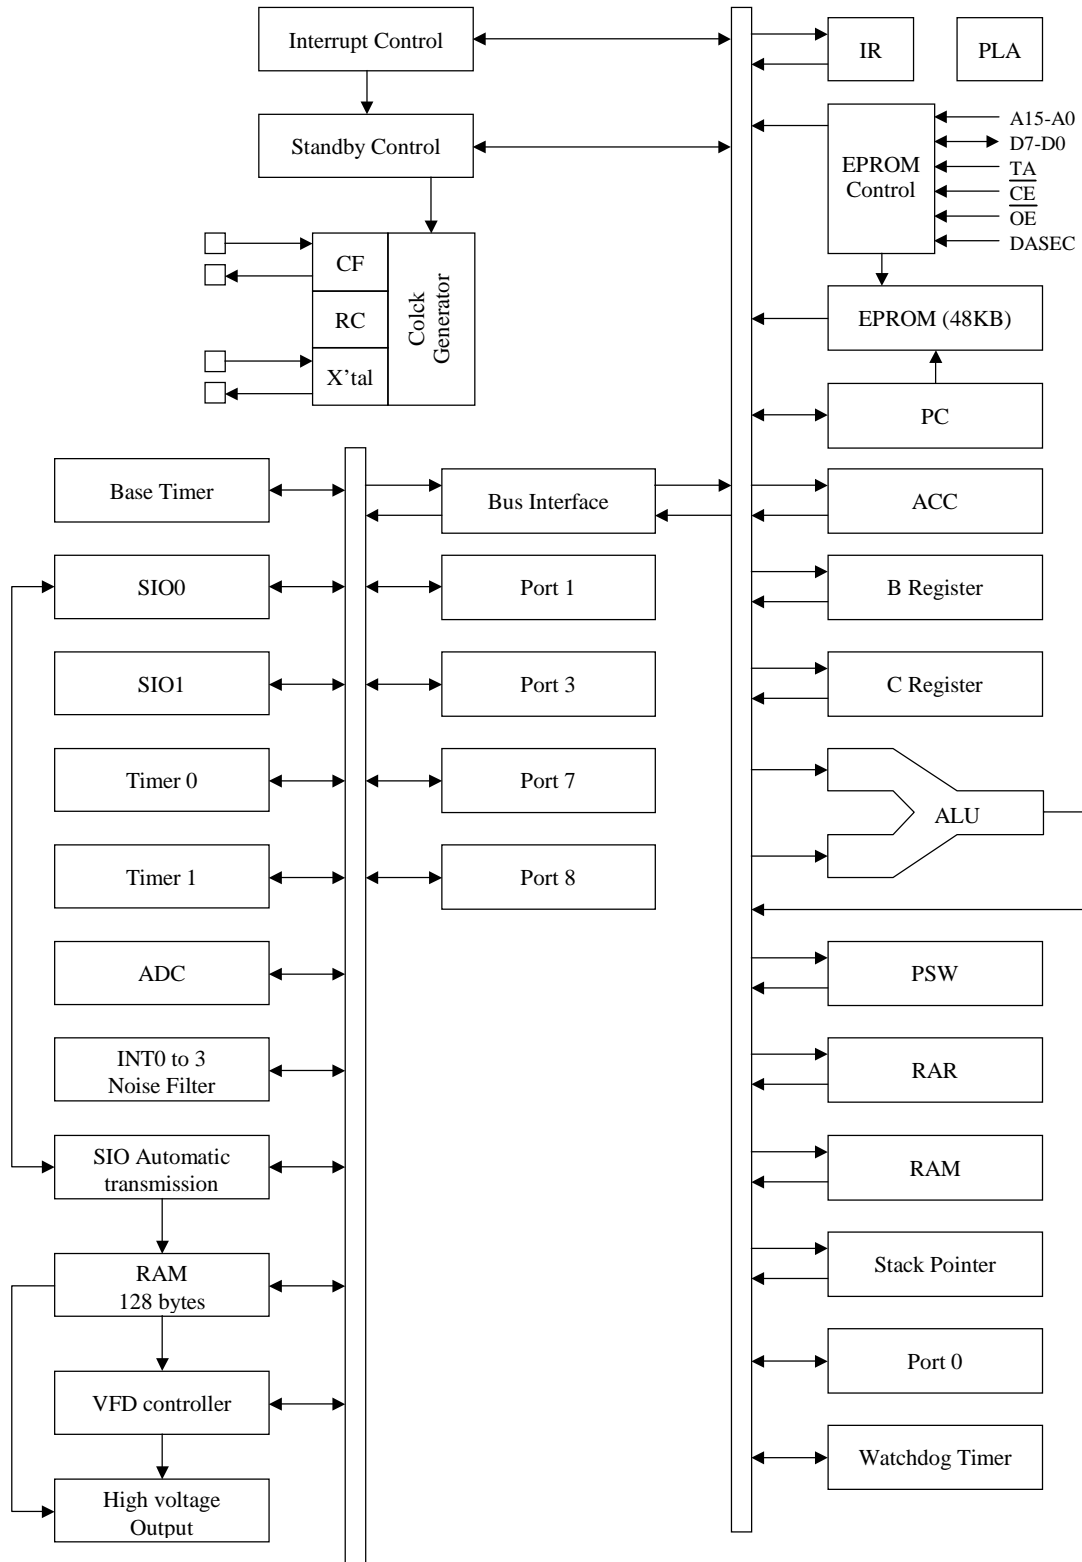 Interrupt Control
IR
PLA
Standby Control
EPROM
Control
A15-A0
D7-D0
TA
CE
OE
DASEC
CF
RC
X'tal
Colck
Generator
EPROM (48KB)
PC
Base Timer
Bus Interface
ACC
SIO0
Port 1
B Register
SIO1
Port 3
C Register
Timer 0
Port 7
ALU
Timer 1
Port 8
ADC
PSW
INT0 to 3
Noise Filter
RAR
SIO Automatic
transmission
RAM
RAM
128 bytes
Stack Pointer
VFD controller
Port 0
High voltage
Output
Watchdog Timer